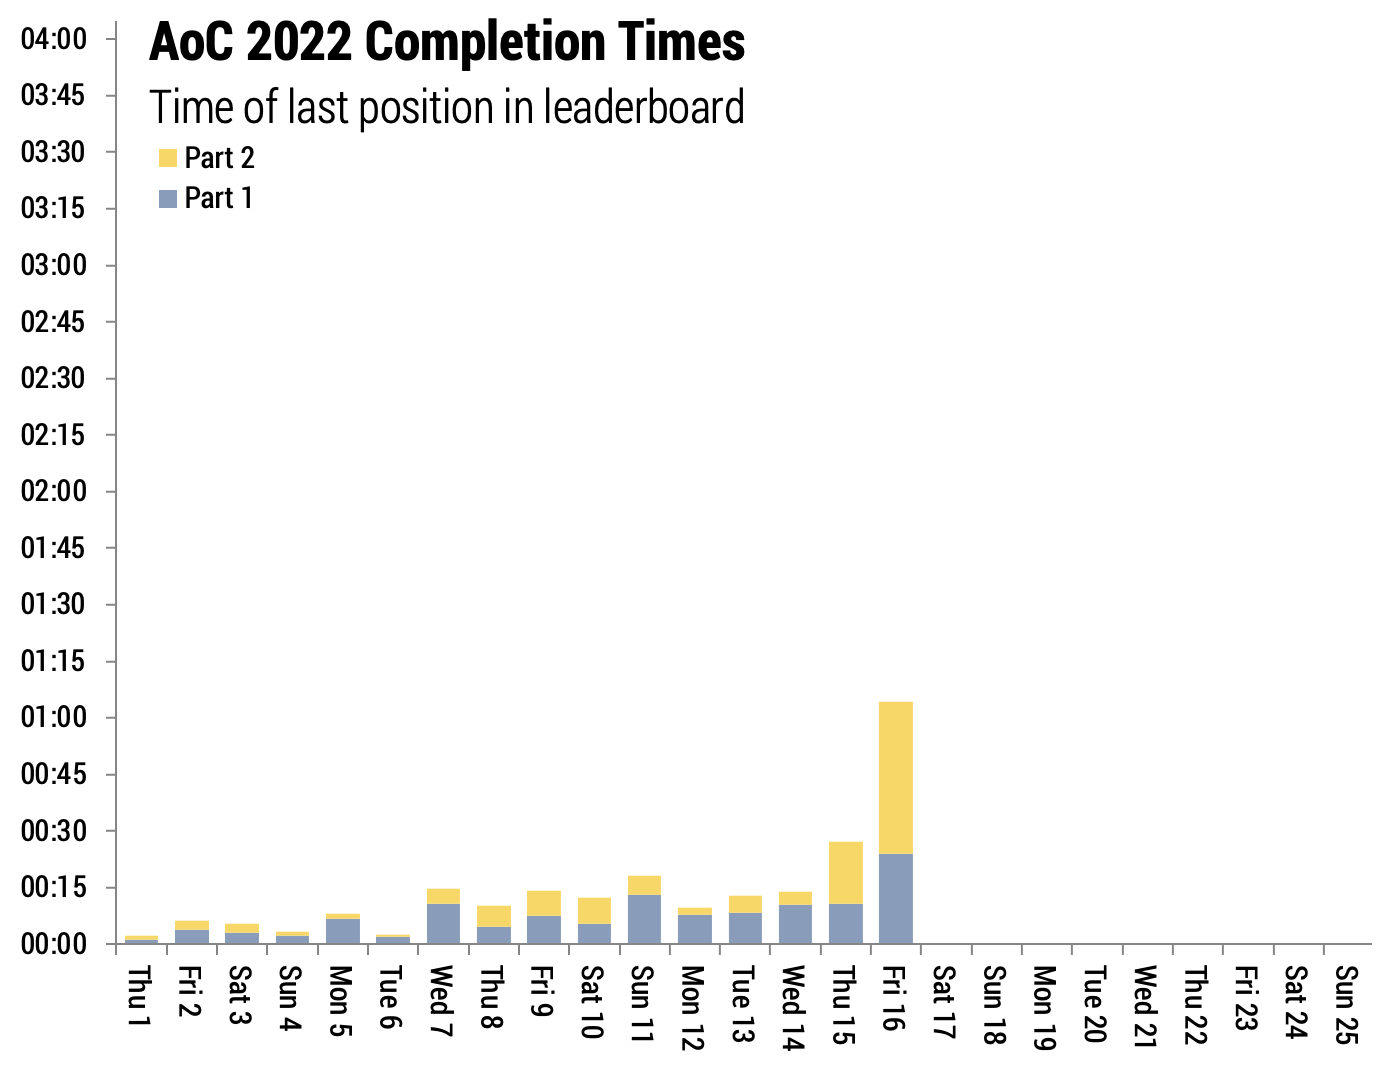 AoC 2022 Completion Times
Time of last position in leaderboard
Part 2
Part 1
04:00
03:45
03:30
03:15
03:00
02:45
02:30
02:15
02:00
01:45
01:30
01:15
01:00
00:45
00:30
00:15
00:00
Thu 1
Fri 2
Sat 3
Sun 4
Mon 5
Tue 6
Wed 7
Thu 8
Fri 9
Sat 10
Sun 11
Mon 12
Tue 13
Wed 14
Thu 15
Fri 16
Sat 17
Sun 18
Mon 19
Tue 20
Wed 21
Thu 22
Fri 23
Sat 24
Sun 25